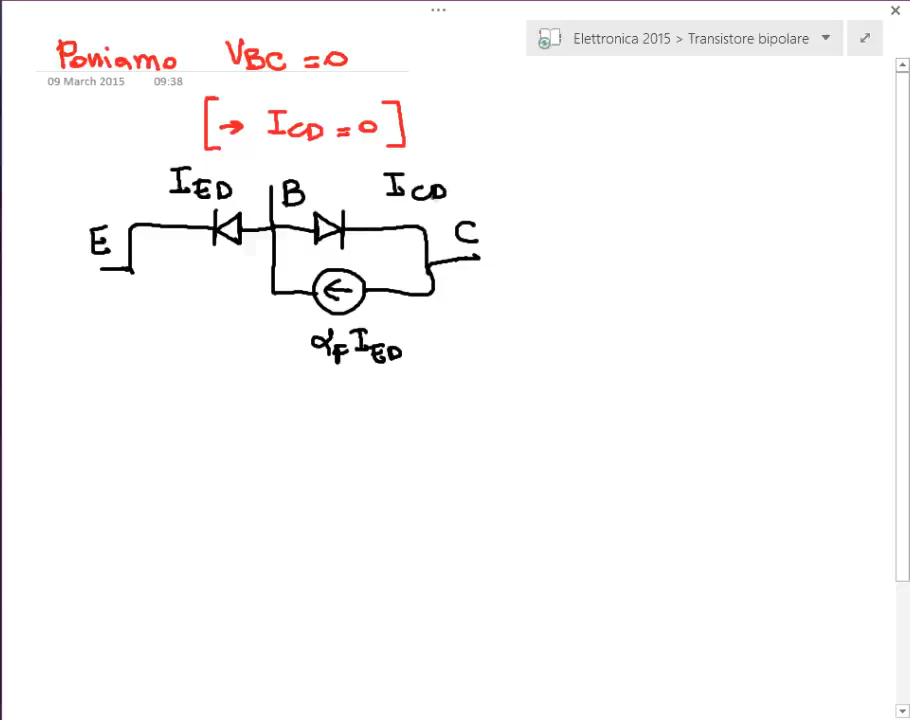 ...
Elettronica 2015 > Transistore bipolare
Poniamo VBC = 0
09 March 2015 09:38
[→ ICD = 0]
IED B ICD
E C
αF IED